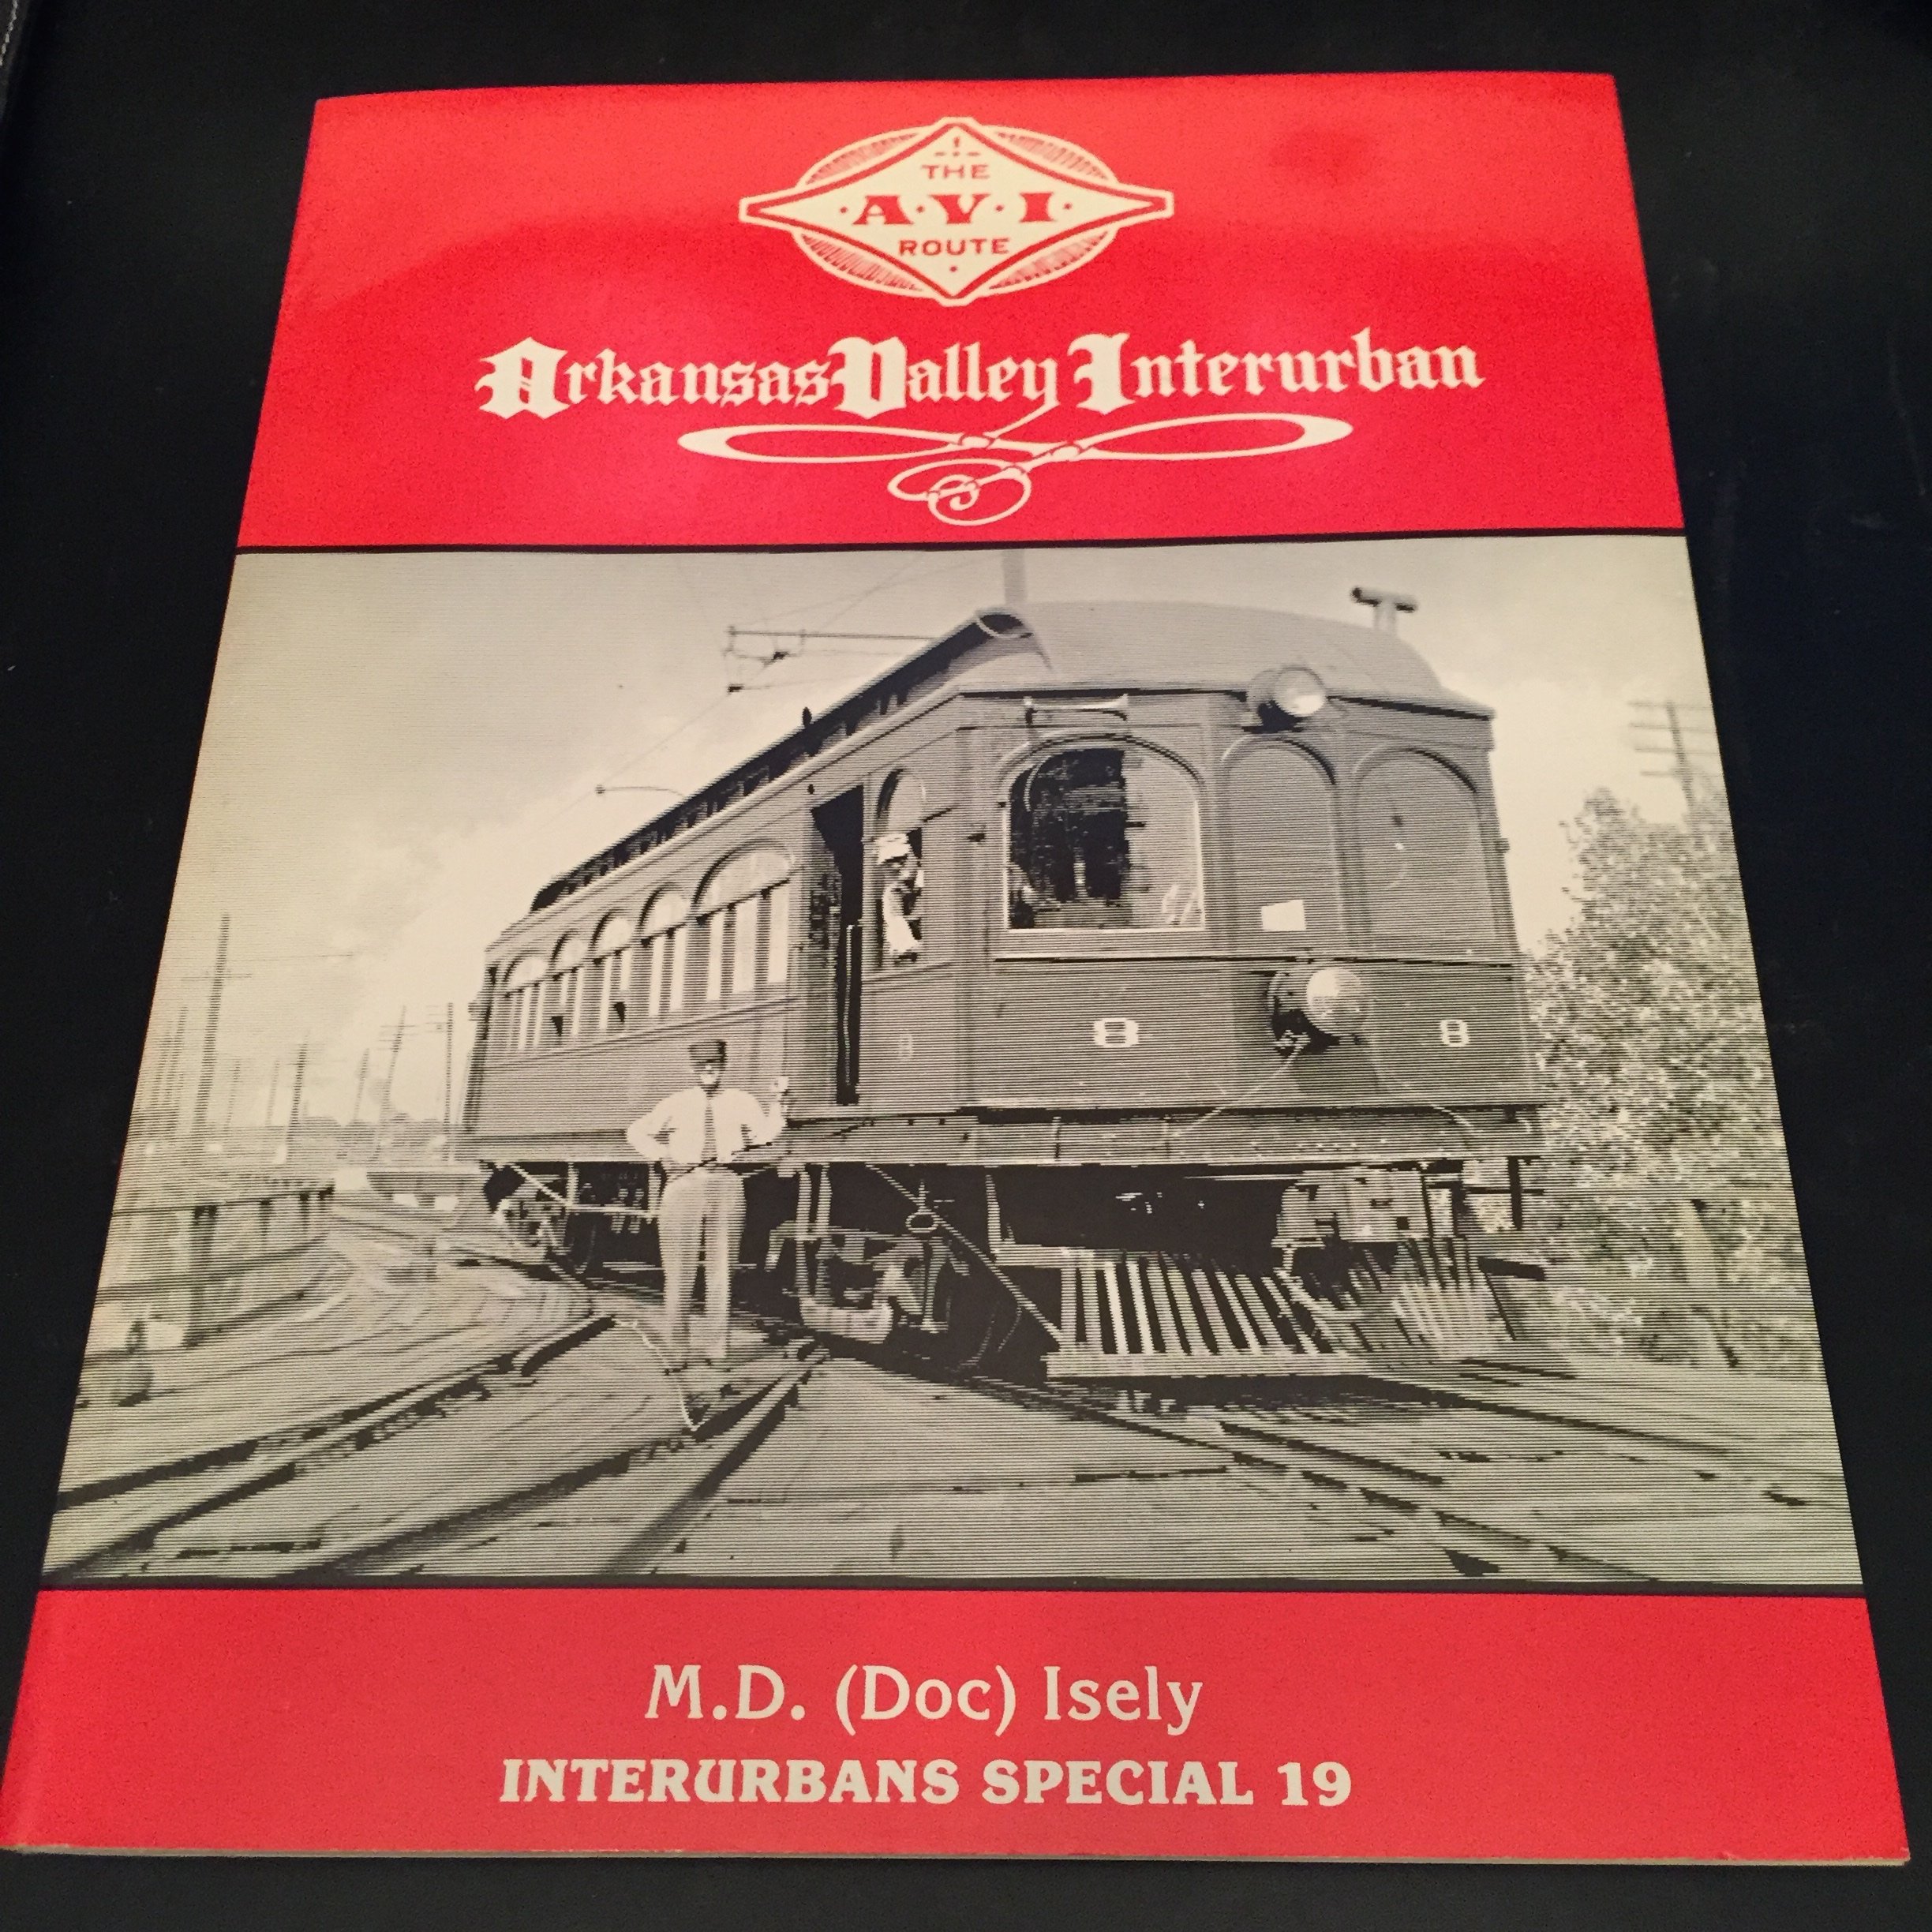 THE
A·V·I
ROUTE
Arkansas Valley Interurban
8
8
8
M.D. (Doc) Isely
INTERURBANS SPECIAL 19